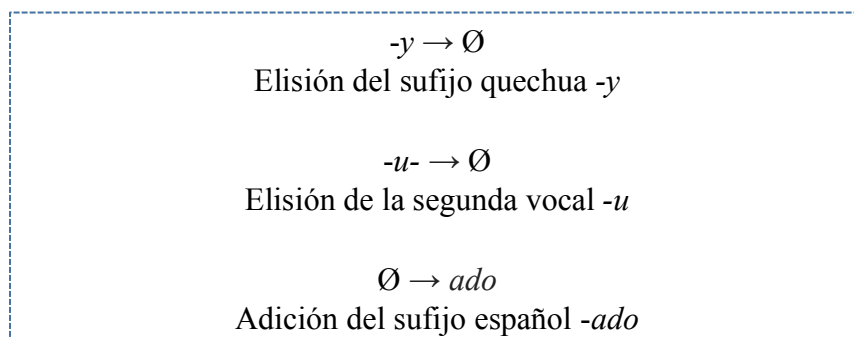 -y → Ø
Elisión del sufijo quechua -y
-u- → Ø
Elisión de la segunda vocal -u
Ø → ado
Adición del sufijo español -ado